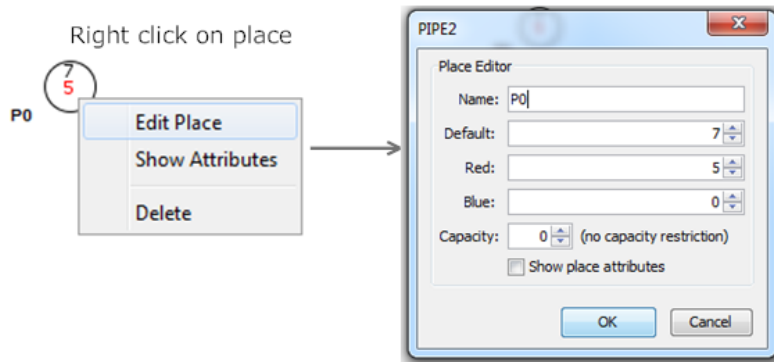 Right click on place
7
5
P0
Edit Place
Show Attributes
Delete
PIPE2
Place Editor
Name: P0
Default: 7
Red: 5
Blue: 0
Capacity: 0 (no capacity restriction)
Show place attributes
OK Cancel